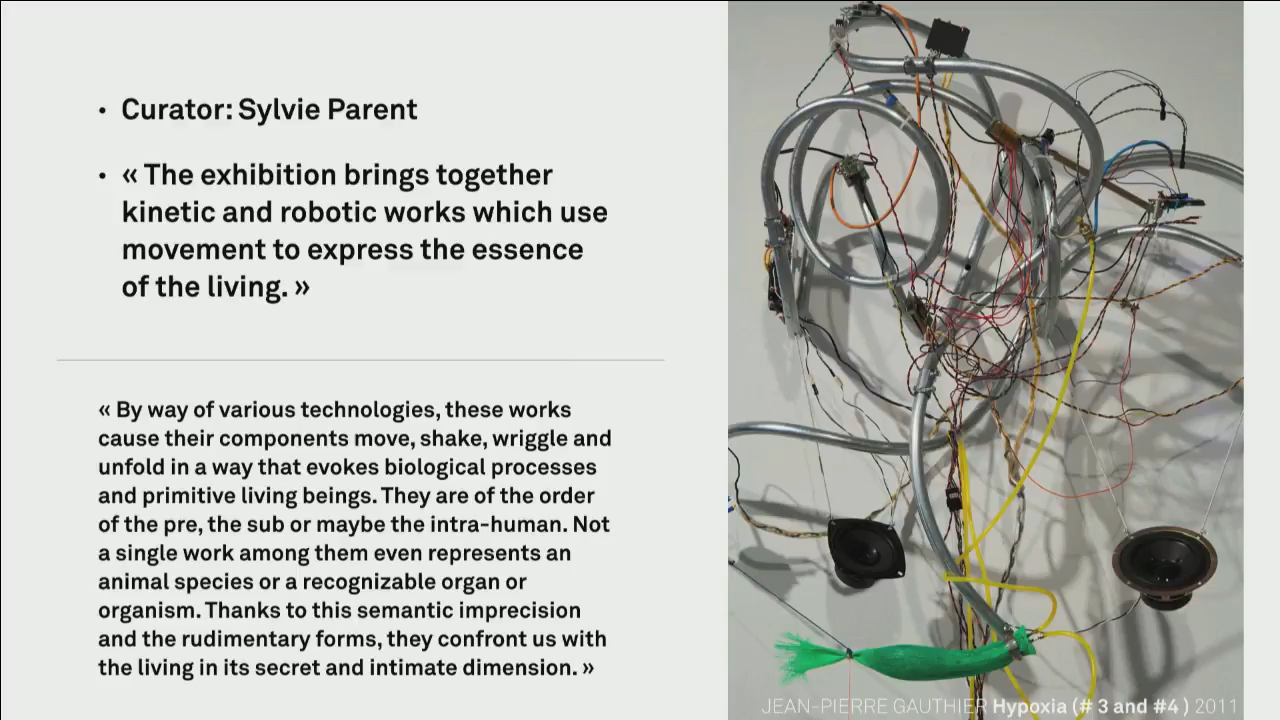 • Curator: Sylvie Parent
• « The exhibition brings together
kinetic and robotic works which use
movement to express the essence
of the living. »
« By way of various technologies, these works
cause their components move, shake, wriggle and
unfold in a way that evokes biological processes
and primitive living beings. They are of the order
of the pre, the sub or maybe the intra-human. Not
a single work among them even represents an
animal species or a recognizable organ or
organism. Thanks to this semantic imprecision
and the rudimentary forms, they confront us with
the living in its secret and intimate dimension. »
JEAN-PIERRE GAUTHIER Hypoxia (# 3 and #4 ) 2011